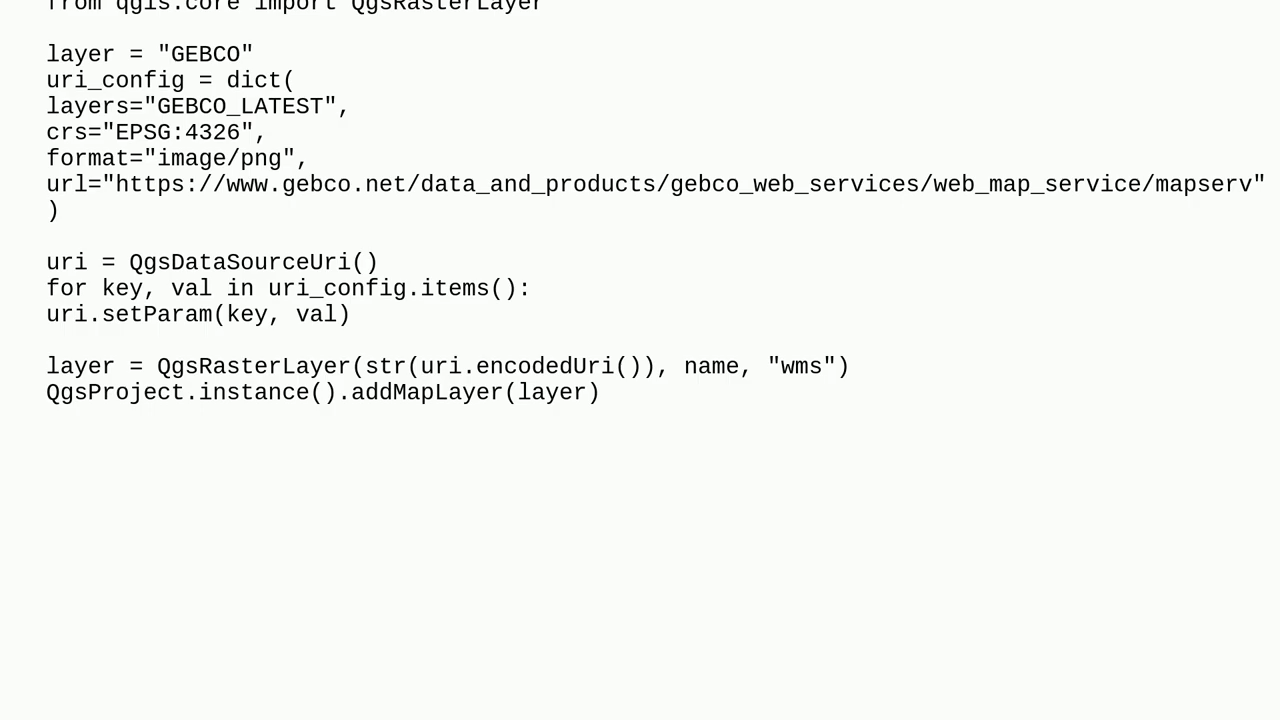 from qgis.core import QgsRasterLayer
layer = "GEBCO"
uri_config = dict(
layers="GEBCO_LATEST",
crs="EPSG:4326",
format="image/png",
url="https://www.gebco.net/data_and_products/gebco_web_services/web_map_service/mapserv"
)
uri = QgsDataSourceUri()
for key, val in uri_config.items():
uri.setParam(key, val)
layer = QgsRasterLayer(str(uri.encodedUri()), name, "wms")
QgsProject.instance().addMapLayer(layer)